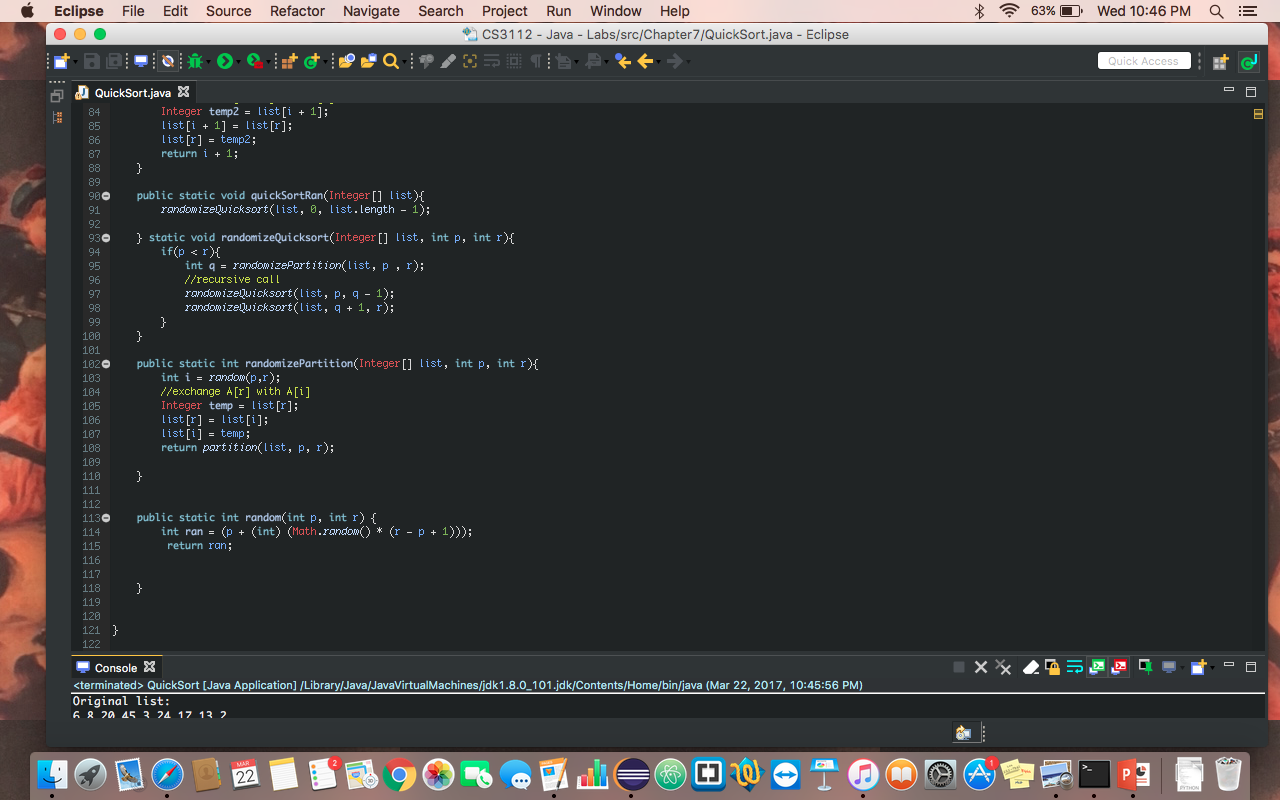 Eclipse File Edit Source Refactor Navigate Search Project Run Window Help 63% Wed 10:46 PM
CS3112 - Java - Labs/src/Chapter7/QuickSort.java - Eclipse
Quick Access
QuickSort.java
84 Integer temp2 = list[i + 1];
85 list[i + 1] = list[r];
86 list[r] = temp2;
87 return i + 1;
88 }
89
90 public static void quickSortRan(Integer[] list){
91 randomizeQuicksort(list, 0, list.length - 1);
92
93 } static void randomizeQuicksort(Integer[] list, int p, int r){
94 if(p < r){
95 int q = randomizePartition(list, p , r);
96 //recursive call
97 randomizeQuicksort(list, p, q - 1);
98 randomizeQuicksort(list, q + 1, r);
99 }
100 }
101
102 public static int randomizePartition(Integer[] list, int p, int r){
103 int i = random(p,r);
104 //exchange A[r] with A[i]
105 Integer temp = list[r];
106 list[r] = list[i];
107 list[i] = temp;
108 return partition(list, p, r);
109
110 }
111
112
113 public static int random(int p, int r) {
114 int ran = (p + (int) (Math.random() * (r - p + 1)));
115 return ran;
116
117
118 }
119
120
121 }
122
Console
<terminated> QuickSort [Java Application] /Library/Java/JavaVirtualMachines/jdk1.8.0_101.jdk/Contents/Home/bin/java (Mar 22, 2017, 10:45:56 PM)
Original list:
6 8 20 45 3 24 17 13 2
MAR
22
2
1
PYTHON